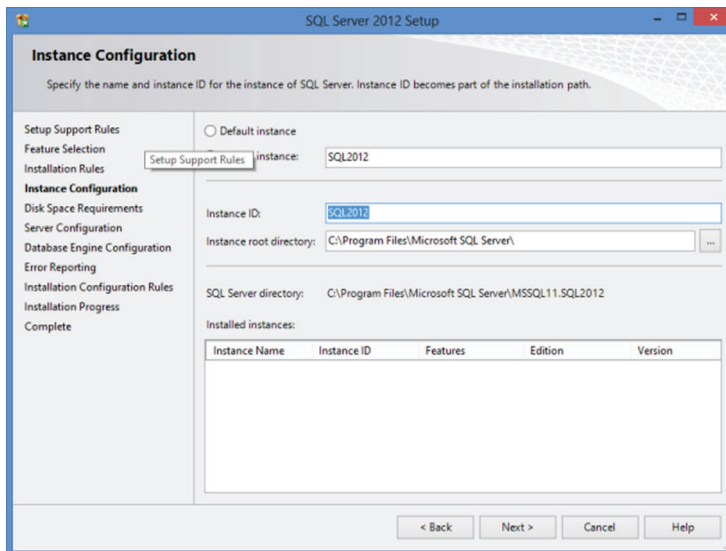 SQL Server 2012 Setup
Instance Configuration
Specify the name and instance ID for the instance of SQL Server. Instance ID becomes part of the installation path.
Setup Support Rules
Feature Selection
Installation Rules
Instance Configuration
Disk Space Requirements
Server Configuration
Database Engine Configuration
Error Reporting
Installation Configuration Rules
Installation Progress
Complete
Setup Support Rules
Default instance
instance: SQL2012
Instance ID: SQL2012
Instance root directory: C:\Program Files\Microsoft SQL Server\ ...
SQL Server directory: C:\Program Files\Microsoft SQL Server\MSSQL11.SQL2012
Installed instances:
Instance Name Instance ID Features Edition Version
< Back Next > Cancel Help